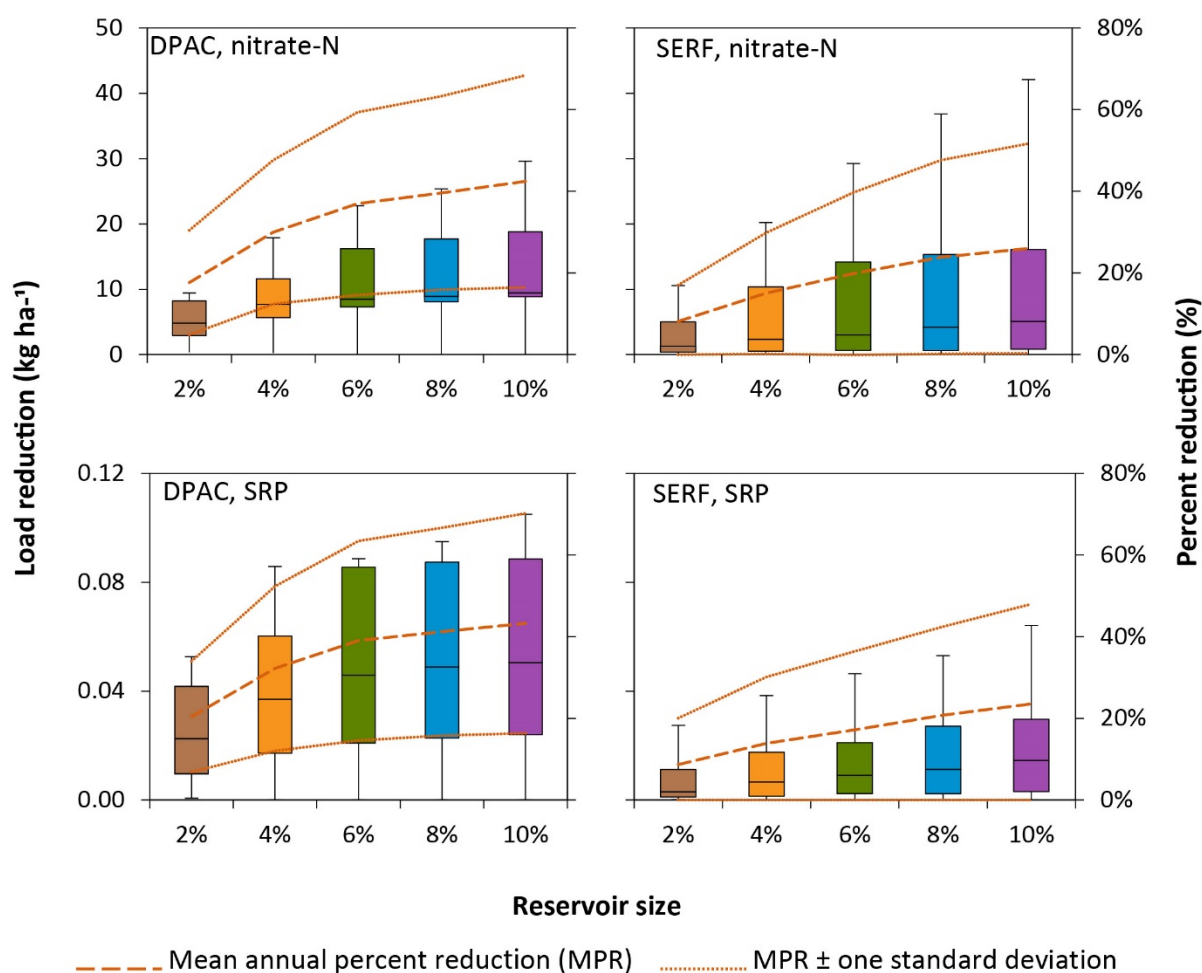 DPAC, nitrate-N
50
40
30
20
10
0
2% 4% 6% 8% 10%
SERF, nitrate-N
80%
60%
40%
20%
0%
2% 4% 6% 8% 10%
Load reduction (kg ha⁻¹)
Percent reduction (%)
DPAC, SRP
0.12
0.08
0.04
0.00
2% 4% 6% 8% 10%
SERF, SRP
80%
60%
40%
20%
0%
2% 4% 6% 8% 10%
Reservoir size
Mean annual percent reduction (MPR) MPR ± one standard deviation